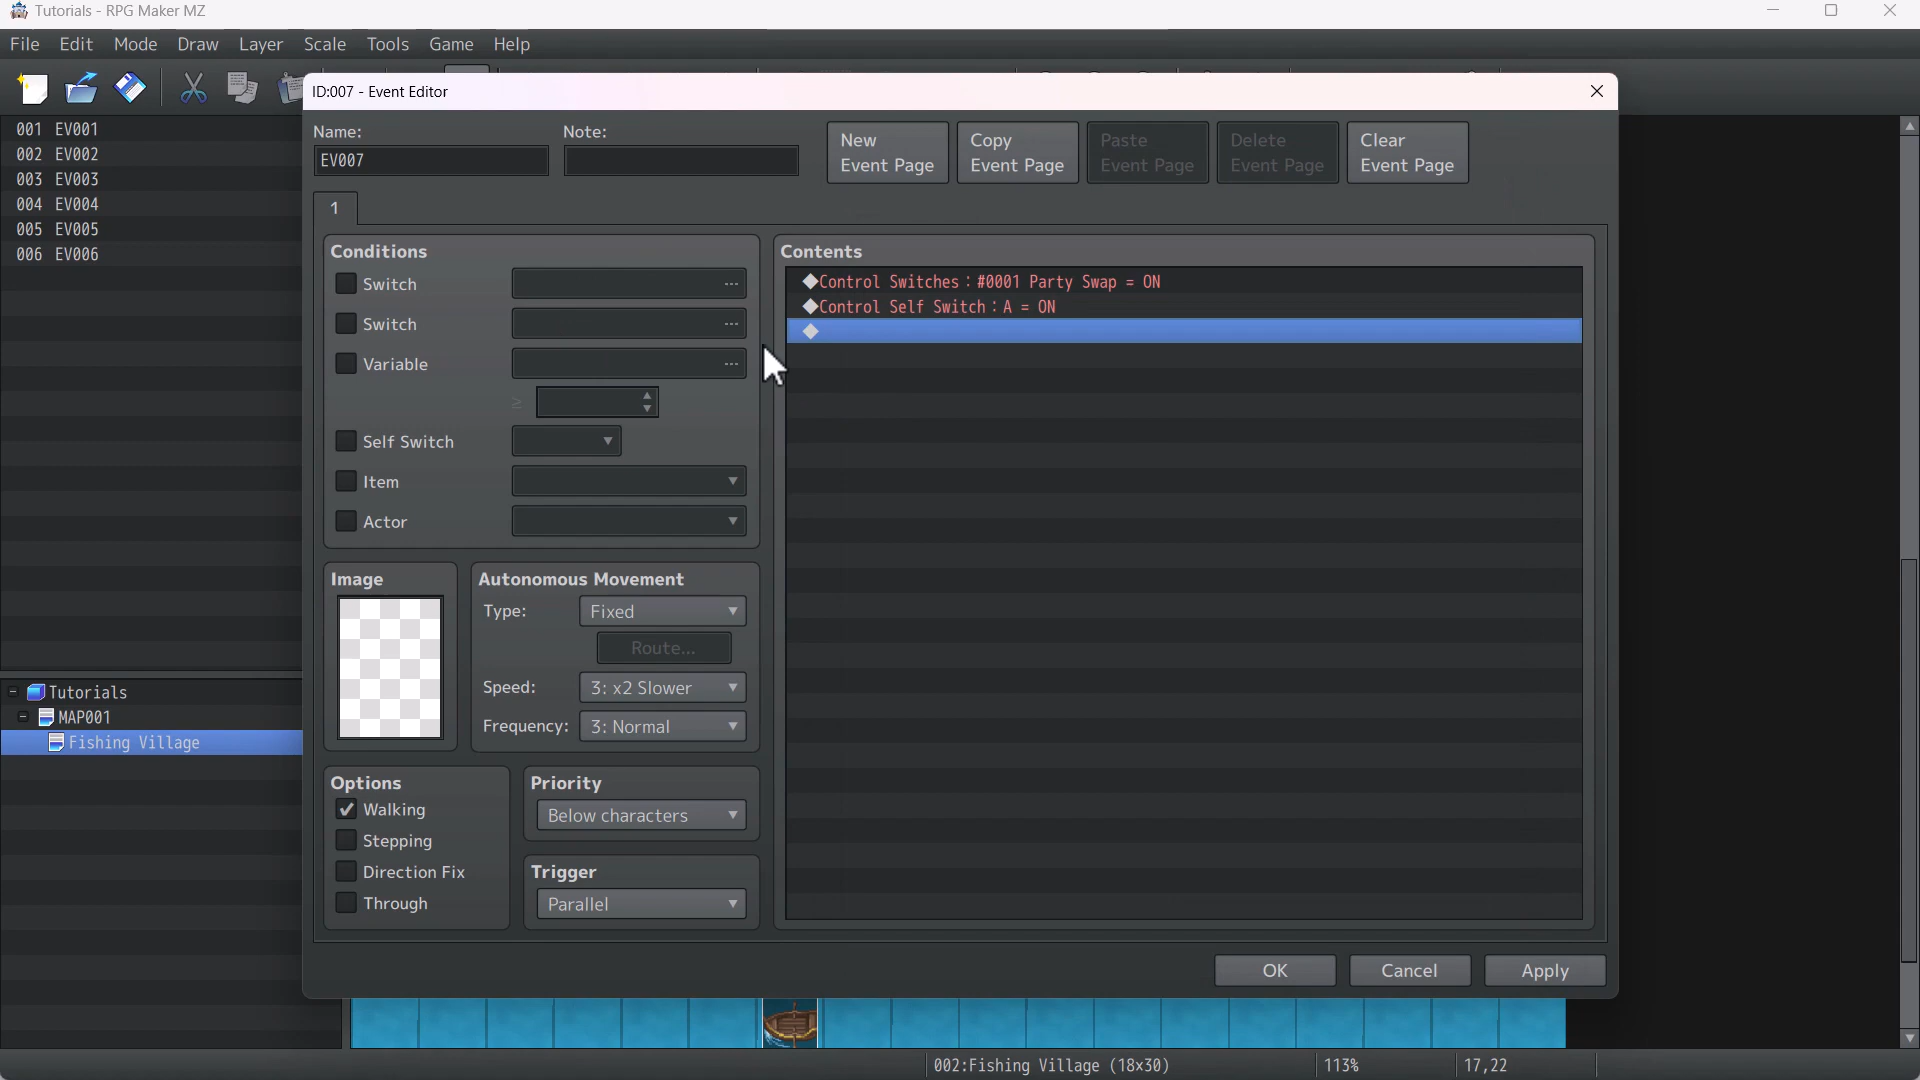 Tutorials - RPG Maker MZ
File Edit Mode Draw Layer Scale Tools Game Help
ID:007 - Event Editor
001 EV001
002 EV002
003 EV003
004 EV004
005 EV005
006 EV006
Name:
Note:
EV007
New
Event Page
Copy
Event Page
Paste
Event Page
Delete
Event Page
Clear
Event Page
1
Conditions
Switch ...
Switch ...
Variable ...
≥
Self Switch
Item
Actor
Contents
◆Control Switches：#0001 Party Swap = ON
◆Control Self Switch：A = ON
◆
Image
Autonomous Movement
Type: Fixed
Route...
Speed: 3: x2 Slower
Frequency: 3: Normal
Options
Walking
Stepping
Direction Fix
Through
Priority
Below characters
Trigger
Parallel
OK Cancel Apply
Tutorials
MAP001
Fishing Village
002:Fishing Village (18x30) 113% 17,22